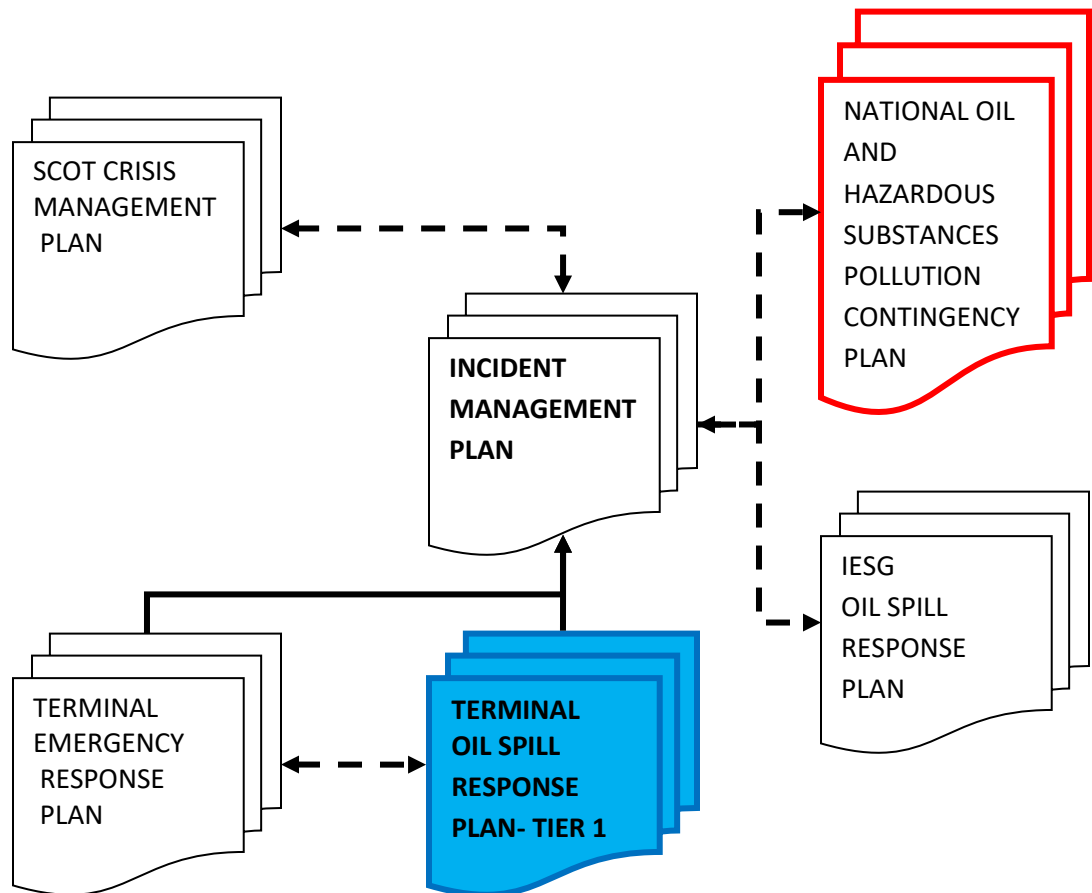 SCOT CRISIS
MANAGEMENT
PLAN
NATIONAL OIL
AND
HAZARDOUS
SUBSTANCES
POLLUTION
CONTINGENCY
PLAN
INCIDENT
MANAGEMENT
PLAN
IESG
OIL SPILL
RESPONSE
PLAN
TERMINAL
EMERGENCY
RESPONSE
PLAN
TERMINAL
OIL SPILL
RESPONSE
PLAN- TIER 1